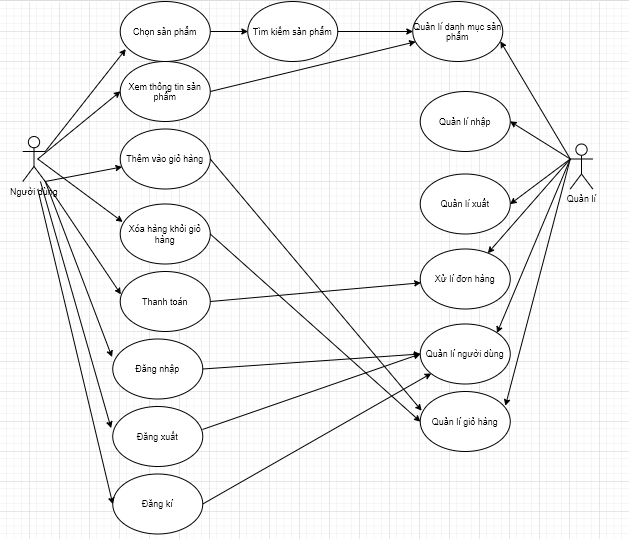 Chọn sản phẩm
Tìm kiếm sản phẩm
Quản lí danh mục sản
phẩm
Xem thông tin sản
phẩm
Quản lí nhập
Thêm vào giỏ hàng
Người dùng
Quản lí
Quản lí xuất
Xóa hàng khỏi giỏ
hàng
Xử lí đơn hàng
Thanh toán
Đăng nhập
Quản lí người dùng
Đăng xuất
Quản lí giỏ hàng
Đăng kí